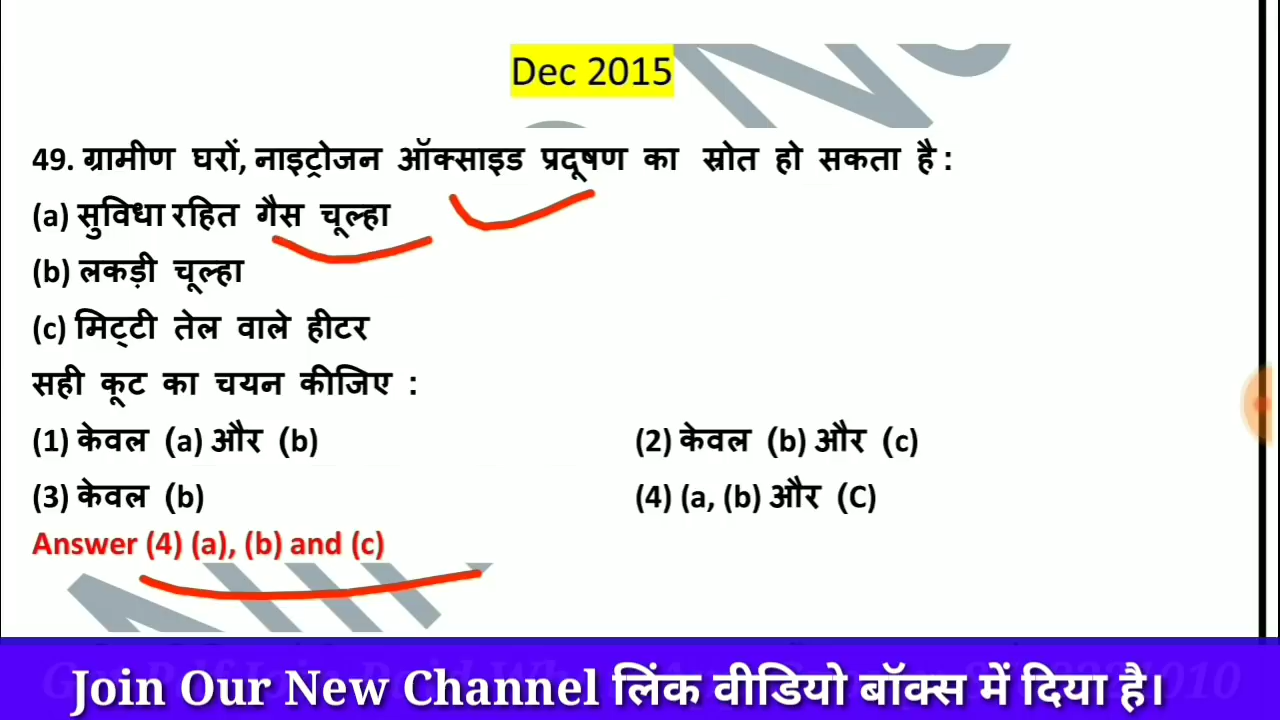 Dec 2015
49. ग्रामीण घरों, नाइट्रोजन ऑक्साइड प्रदूषण का स्रोत हो सकता है :
(a) सुविधा रहित गैस चूल्हा
(b) लकड़ी चूल्हा
(c) मिट्टी तेल वाले हीटर
सही कूट का चयन कीजिए :
(1) केवल (a) और (b) (2) केवल (b) और (c)
(3) केवल (b) (4) (a, (b) और (C)
Answer (4) (a), (b) and (c)
Join Our New Channel लिंक वीडियो बॉक्स में दिया है।